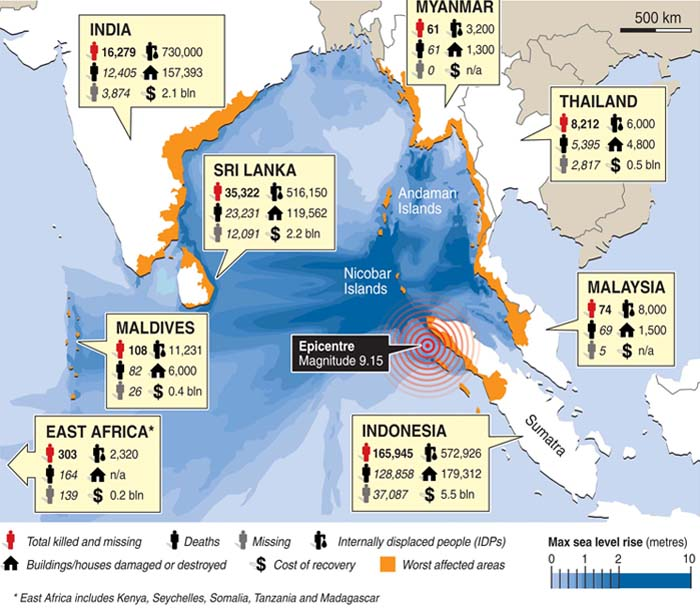 MYANMAR
61 3,200
61 1,300
0 $ n/a
500 km
INDIA
16,279 730,000
12,405 157,393
3,874 $ 2.1 bln
THAILAND
8,212 6,000
5,395 4,800
2,817 $ 0.5 bln
SRI LANKA
35,322 516,150
23,231 119,562
12,091 $ 2.2 bln
Andaman
Islands
Nicobar
Islands
MALAYSIA
74 8,000
69 1,500
5 $ n/a
MALDIVES
108 11,231
82 6,000
26 $ 0.4 bln
Epicentre
Magnitude 9.15
EAST AFRICA*
303 2,320
164 n/a
139 $ 0.2 bln
INDONESIA
165,945 572,926
128,858 179,312
37,087 $ 5.5 bln
Sumatra
Total killed and missing Deaths Missing Internally displaced people (IDPs)
Buildings/houses damaged or destroyed $ Cost of recovery Worst affected areas
Max sea level rise (metres)
0 1 2 10
* East Africa includes Kenya, Seychelles, Somalia, Tanzania and Madagascar